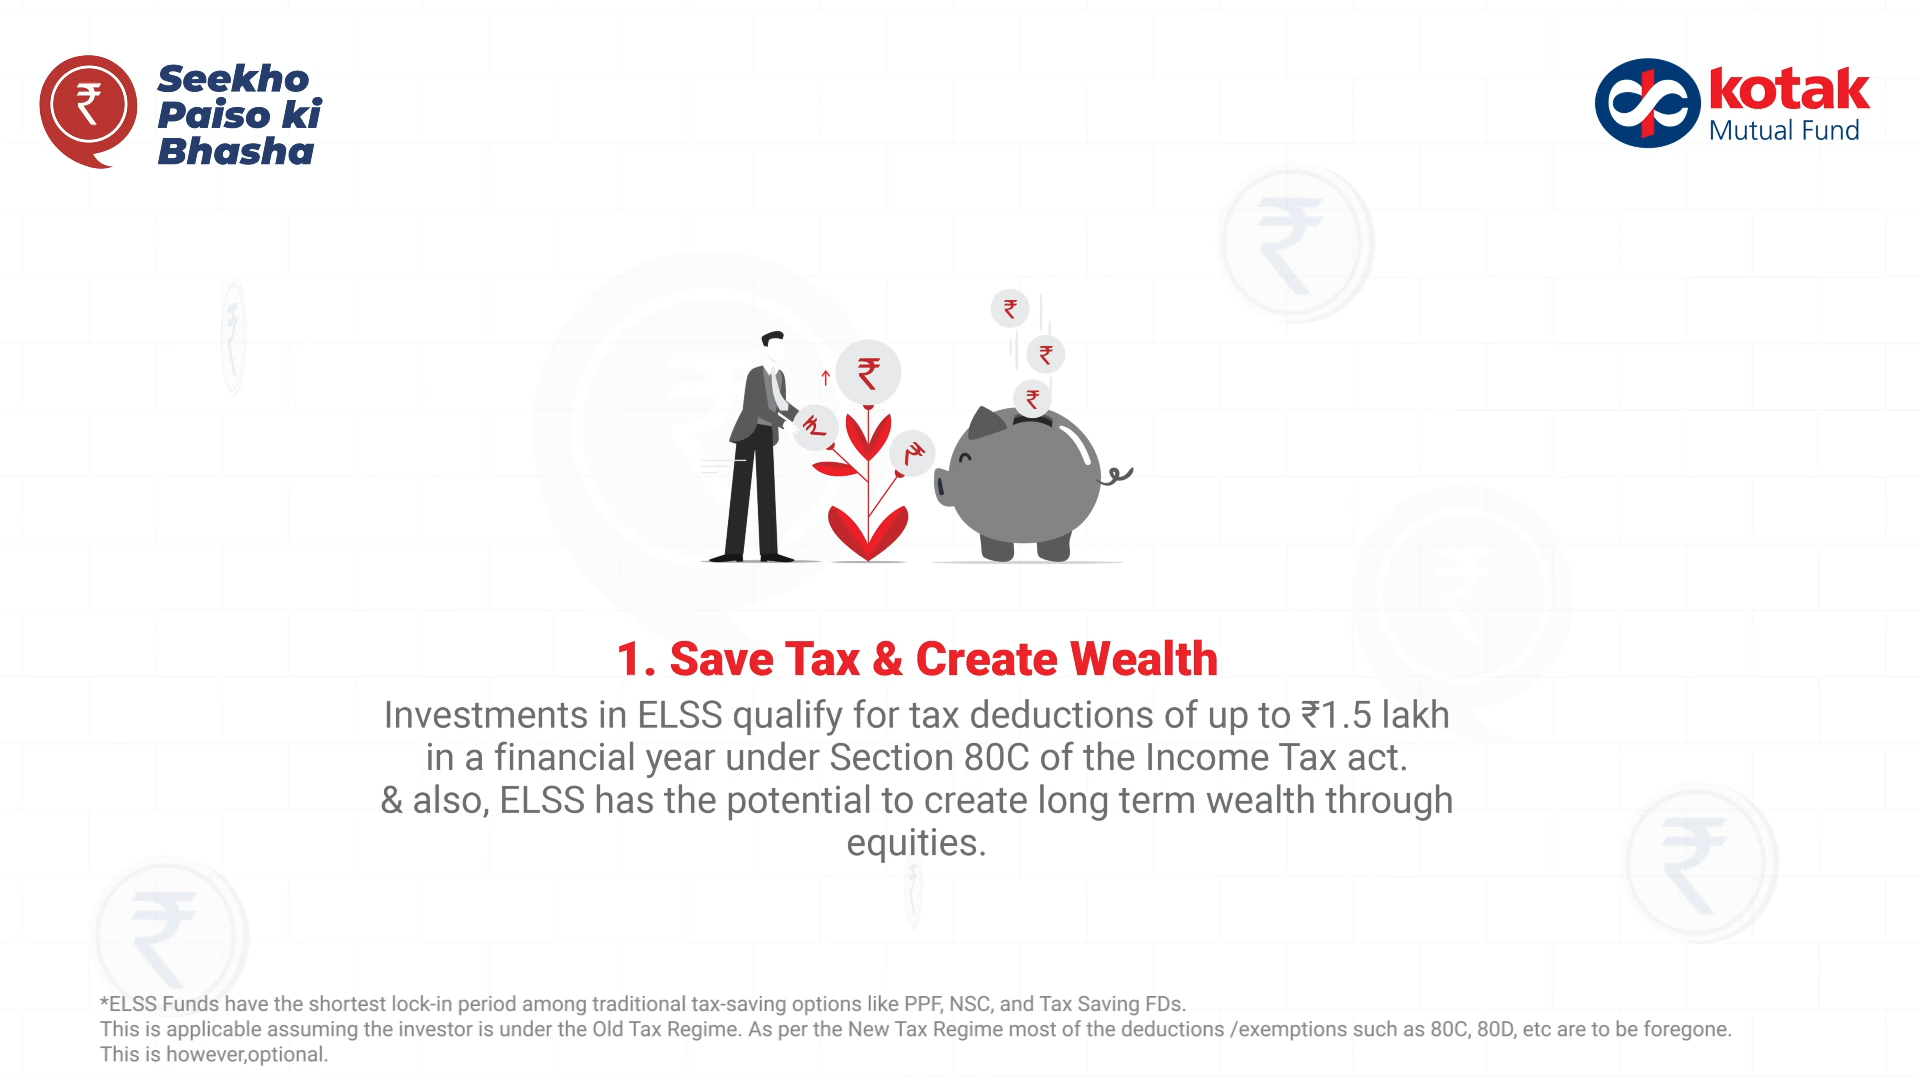 Seekho
Paiso ki
Bhasha
kotak
Mutual Fund
₹
₹
₹
₹
₹
₹
₹
1. Save Tax & Create Wealth
Investments in ELSS qualify for tax deductions of up to ₹1.5 lakh
in a financial year under Section 80C of the Income Tax act.
& also, ELSS has the potential to create long term wealth through
equities.
*ELSS Funds have the shortest lock-in period among traditional tax-saving options like PPF, NSC, and Tax Saving FDs.
This is applicable assuming the investor is under the Old Tax Regime. As per the New Tax Regime most of the deductions /exemptions such as 80C, 80D, etc are to be foregone.
This is however,optional.